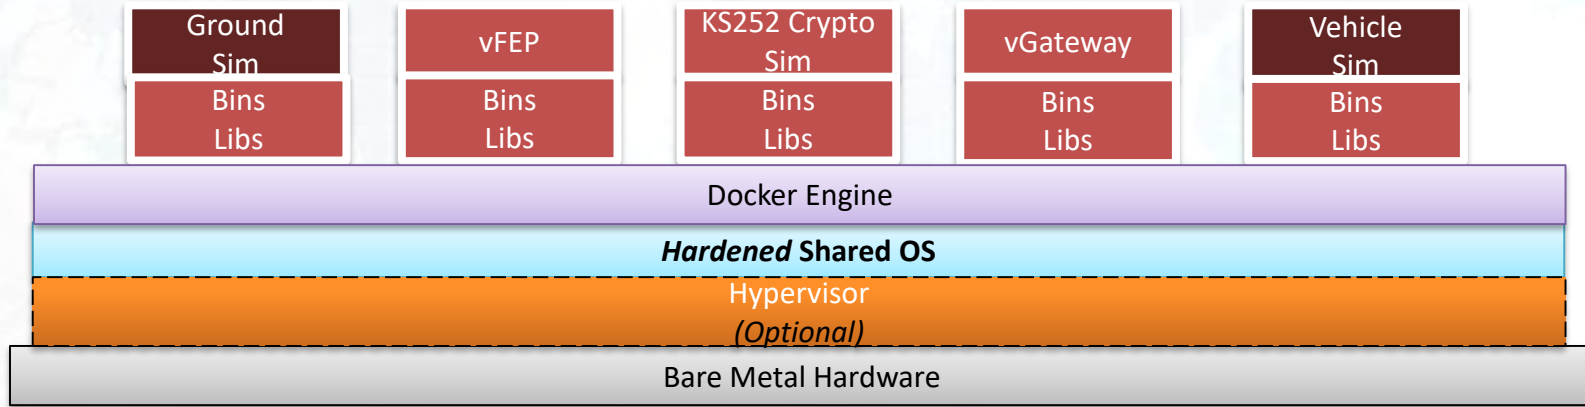 Ground
Sim
vFEP
KS252 Crypto
Sim
vGateway
Vehicle
Sim
Bins
Libs
Bins
Libs
Bins
Libs
Bins
Libs
Bins
Libs
Docker Engine
Hardened Shared OS
Hypervisor
(Optional)
Bare Metal Hardware